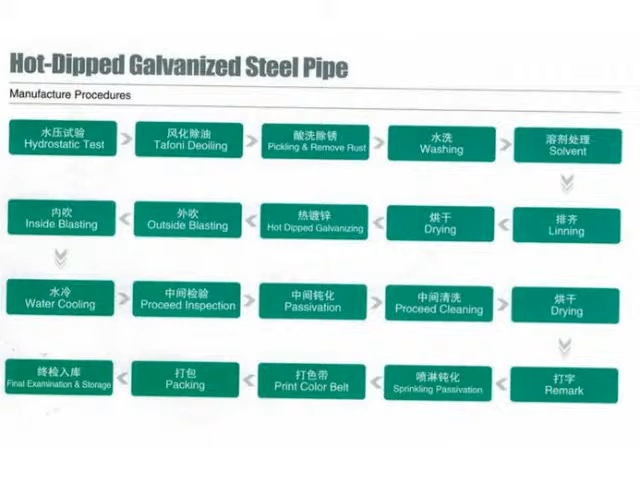 Hot-Dipped Galvanized Steel Pipe
Manufacture Procedures
水压试验
Hydrostatic Test
风化除油
Tafoni Deoiling
酸洗除锈
Pickling & Remove Rust
水洗
Washing
溶剂处理
Solvent
排齐
Linning
烘干
Drying
热镀锌
Hot Dipped Galvanizing
外吹
Outside Blasting
内吹
Inside Blasting
水冷
Water Cooling
中间检验
Proceed Inspection
中间钝化
Passivation
中间清洗
Proceed Cleaning
烘干
Drying
打字
Remark
喷淋钝化
Sprinkling Passivation
打色带
Print Color Belt
打包
Packing
终检入库
Final Examination & Storage